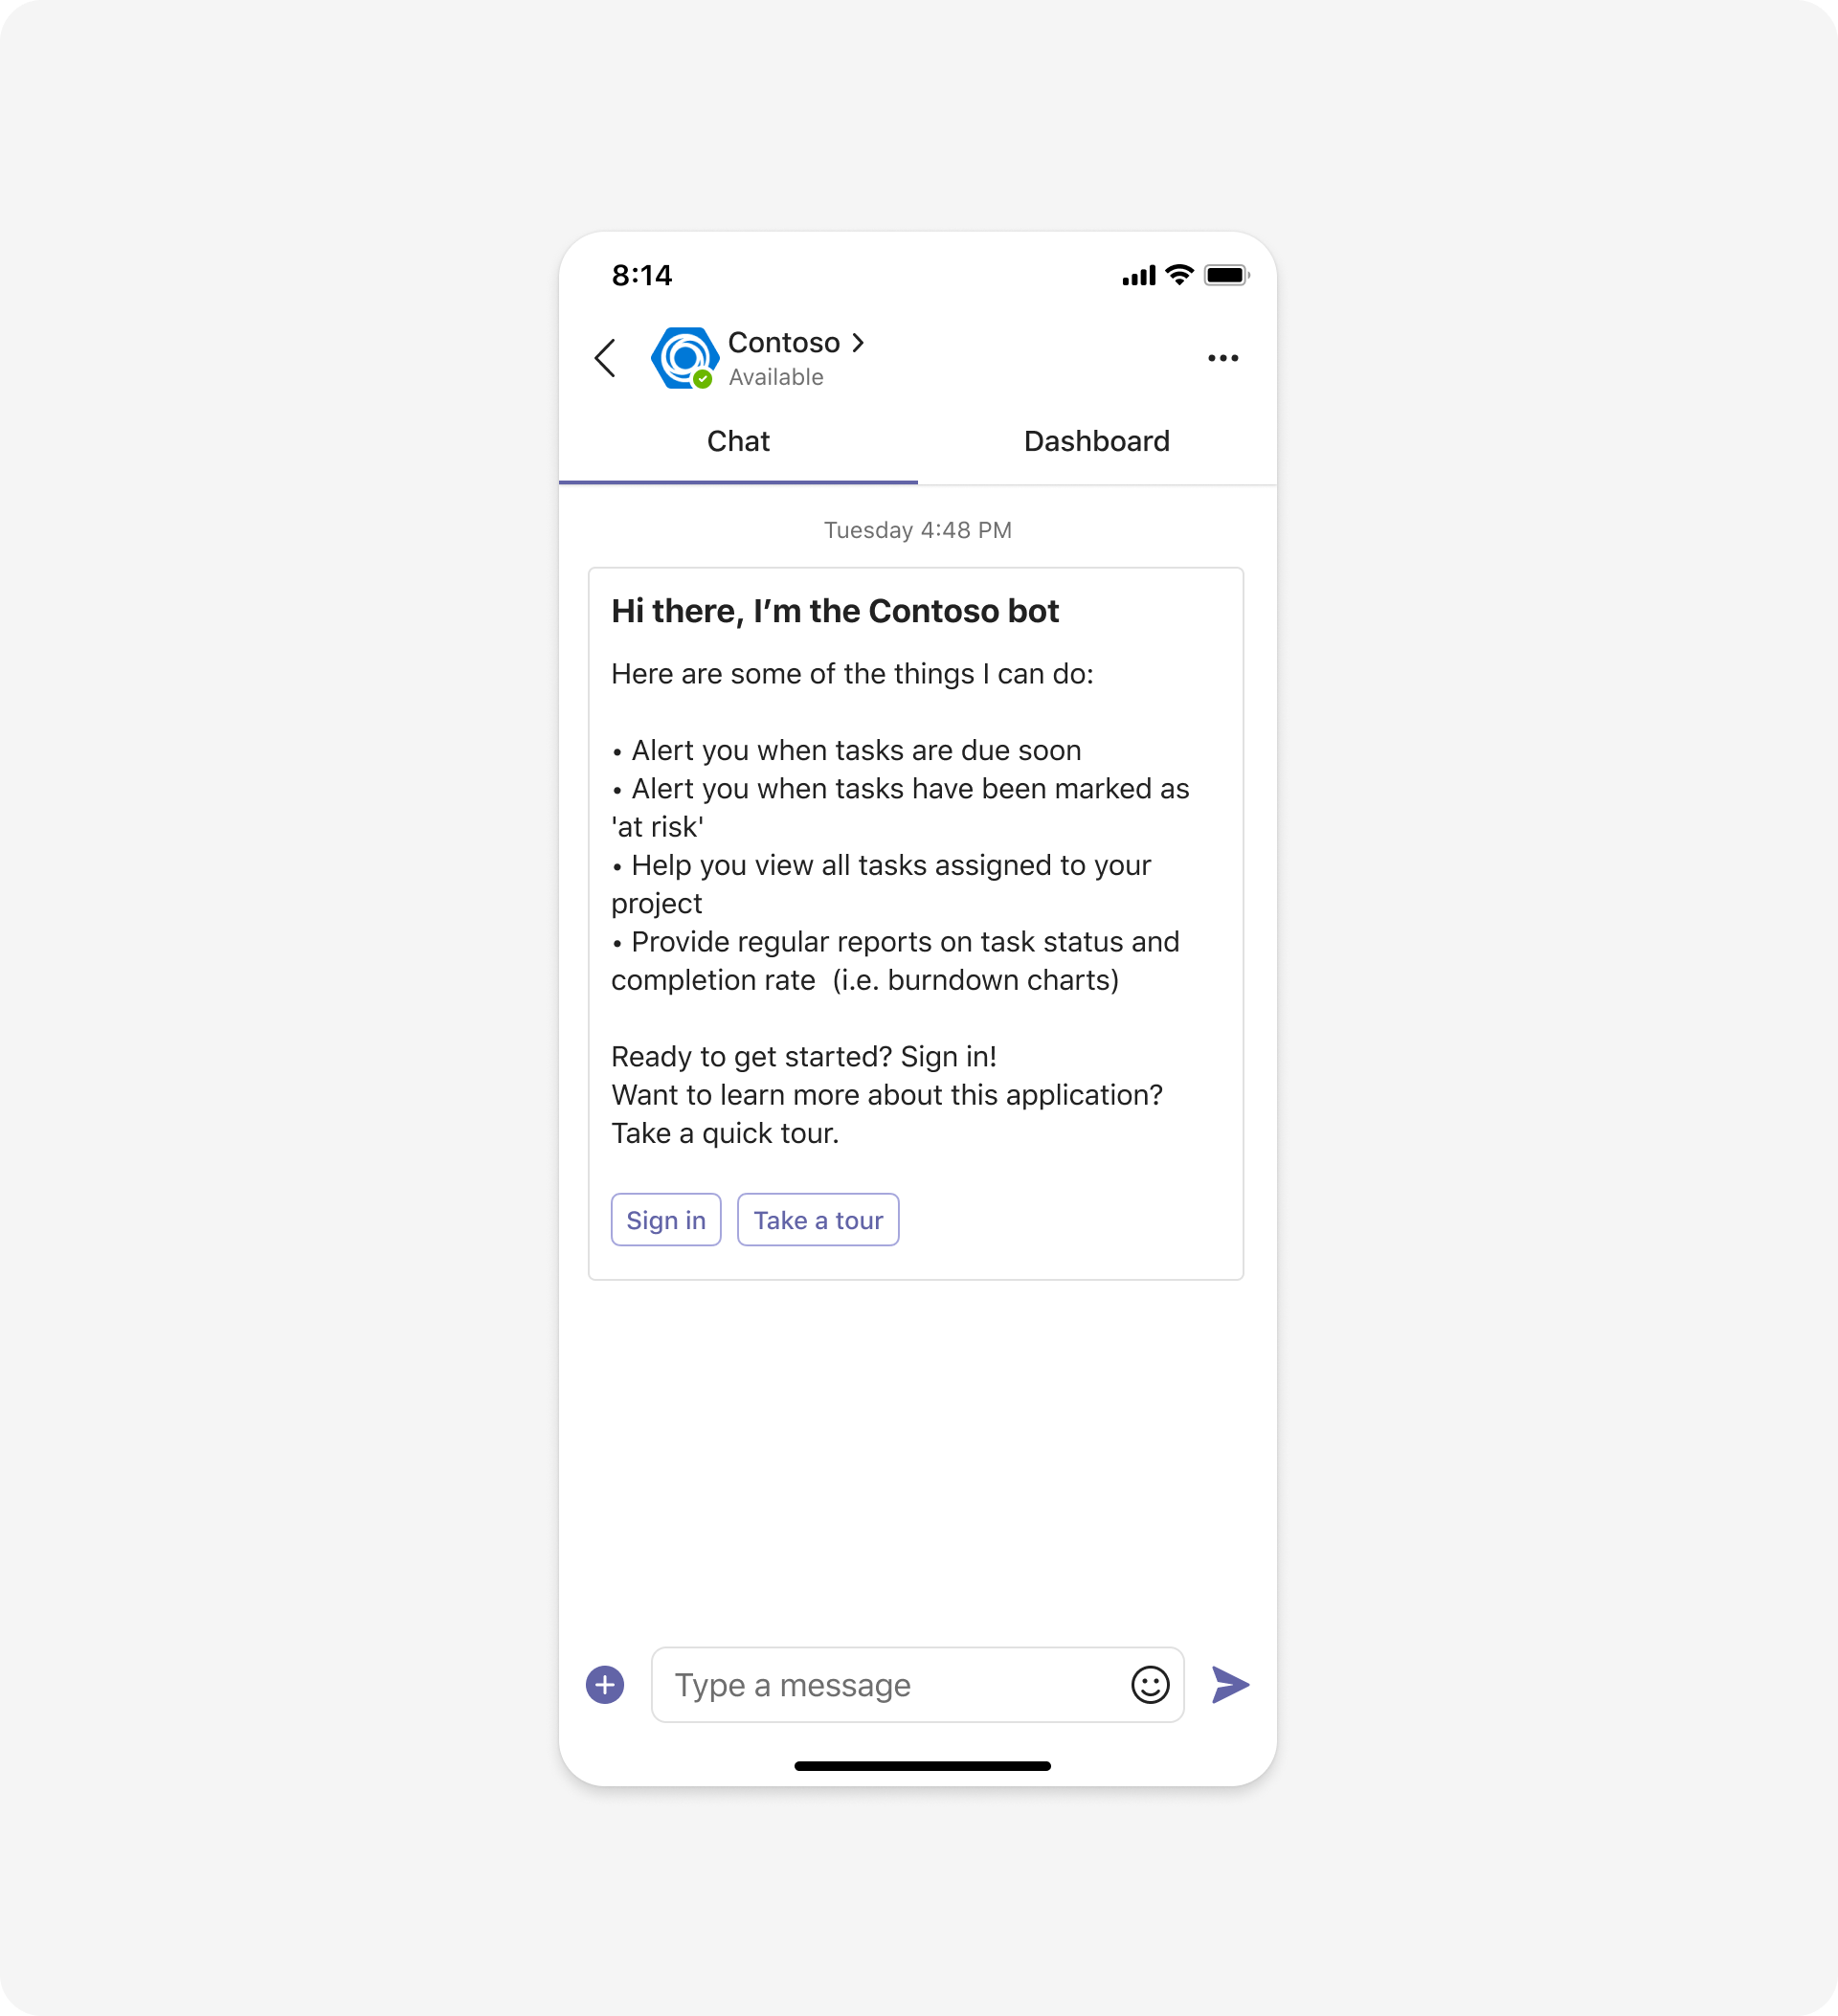 8:14
Contoso
Available
Chat
Dashboard
Tuesday 4:48 PM
Hi there, I’m the Contoso bot
Here are some of the things I can do:
• Alert you when tasks are due soon
• Alert you when tasks have been marked as
'at risk'
• Help you view all tasks assigned to your
project
• Provide regular reports on task status and
completion rate  (i.e. burndown charts)
Ready to get started? Sign in!
Want to learn more about this application?
Take a quick tour.
Sign in
Take a tour
Type a message